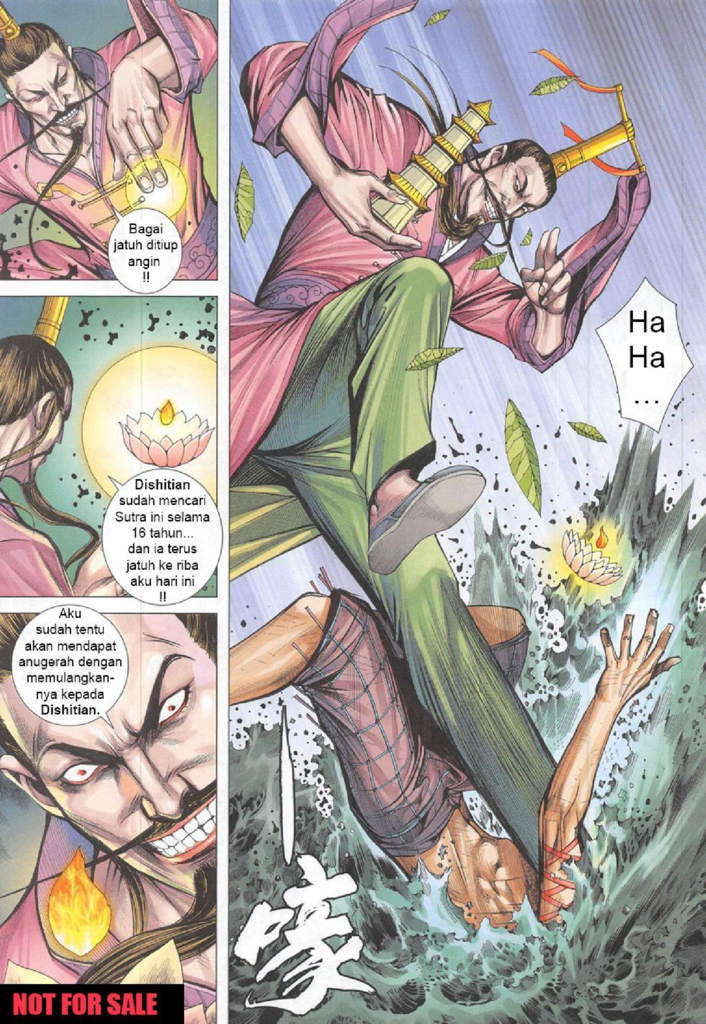 Bagai
jatuh ditiup
angin
!!
Dishitian
sudah mencari
Sutra ini selama
16 tahun...
dan ia terus
jatuh ke riba
aku hari ini
!!
Aku
sudah tentu
akan mendapat
anugerah dengan
memulangkan-
nya kepada
Dishitian.
NOT FOR SALE
Ha
Ha
...
嚎